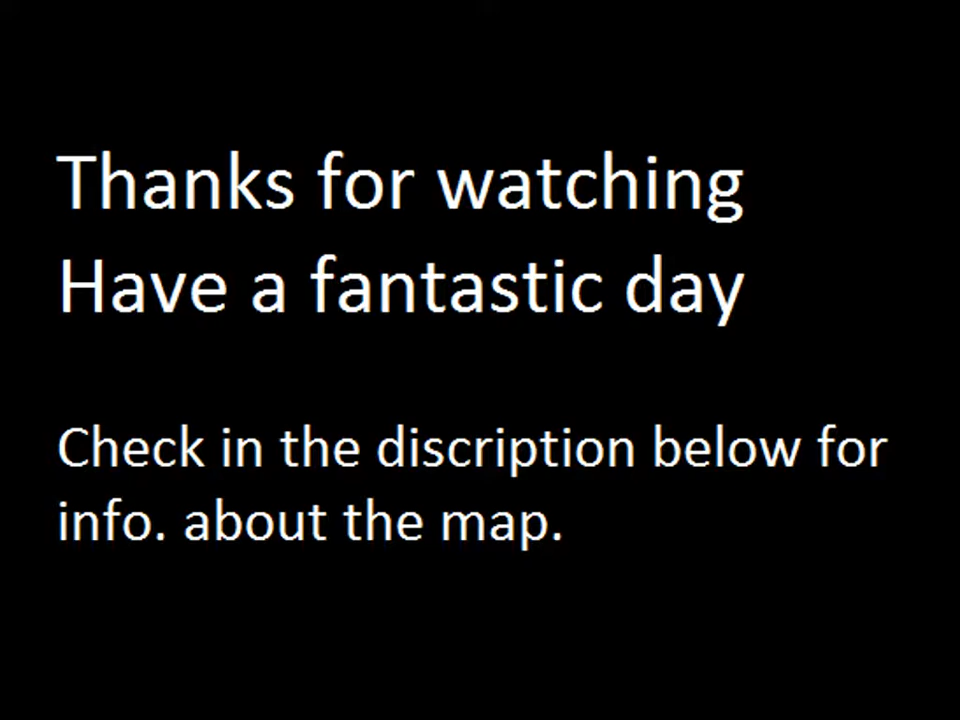 Thanks for watching
Have a fantastic day
Check in the discription below for
info. about the map.